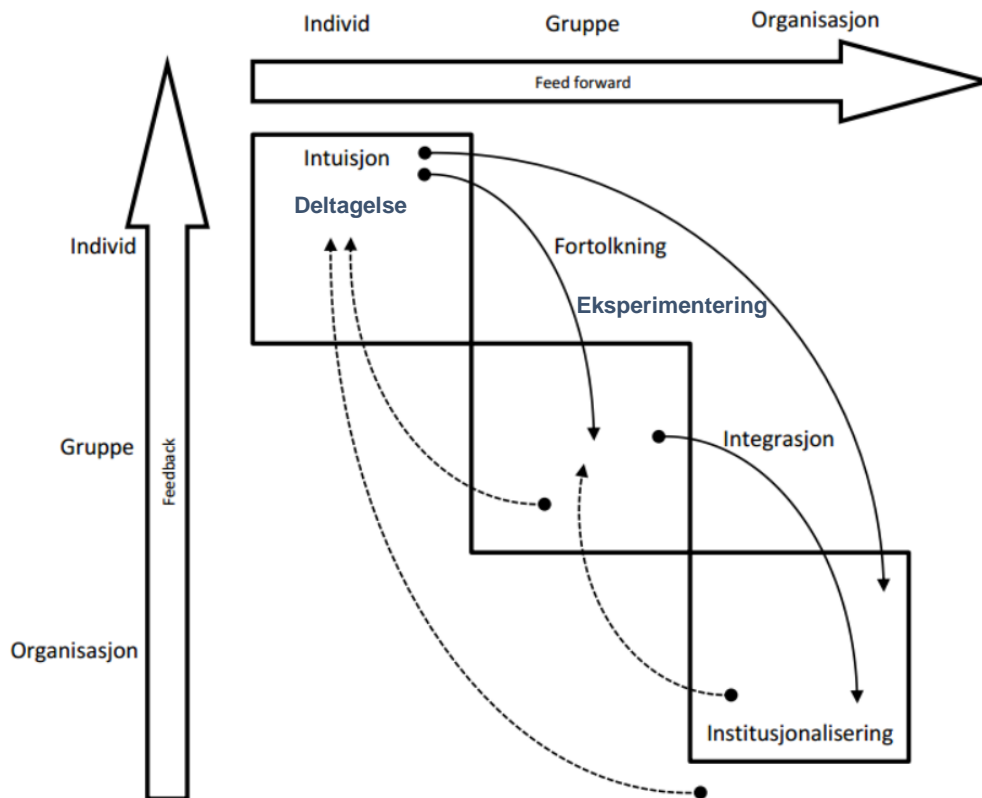 Individ
Gruppe
Organisasjon
Feed forward
Intuisjon
Deltagelse
Individ
Fortolkning
Eksperimentering
Gruppe
Integrasjon
Feedback
Organisasjon
Institusjonalisering